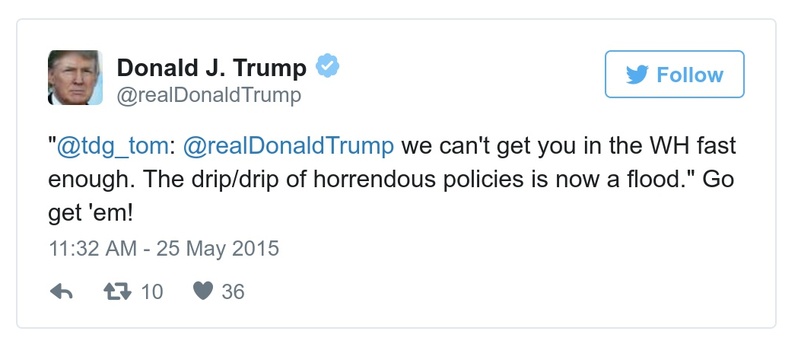 Donald J. Trump
@realDonaldTrump
Follow
"@tdg_tom: @realDonaldTrump we can't get you in the WH fast
enough. The drip/drip of horrendous policies is now a flood." Go
get 'em!
11:32 AM - 25 May 2015
10 36